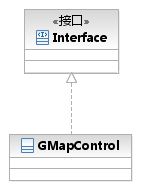 «接口»
Interface
GMapControl